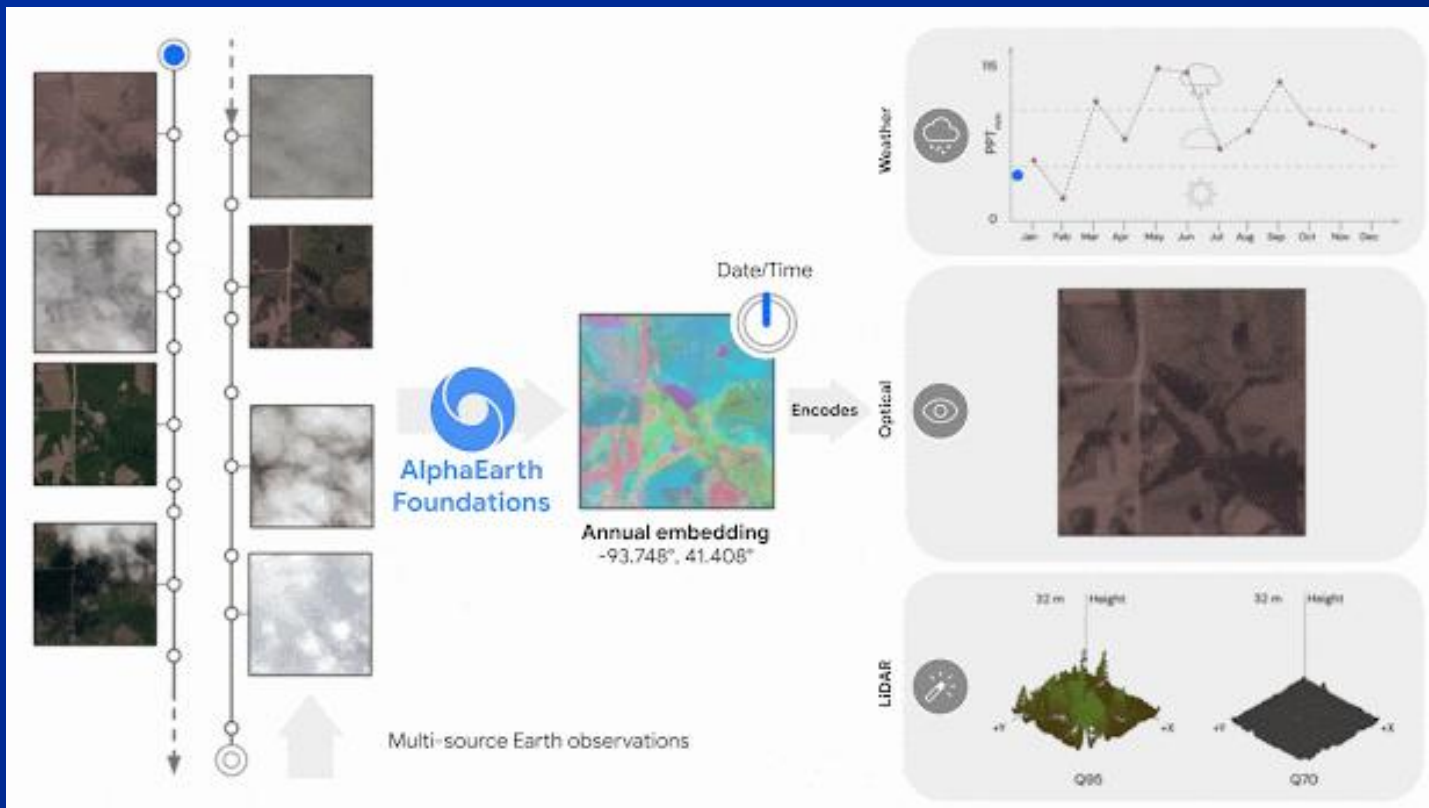 Weather
115
PPTmm
0
Jan Feb Mar Apr May Jun Jul Aug Sep Oct Nov Dec
Date/Time
AlphaEarth
Foundations
Annual embedding
-93.748°, 41.408°
Encodes
Optical
Multi-source Earth observations
LiDAR
32 m Height
+Y +X
Q95
32 m Height
+Y +X
Q70